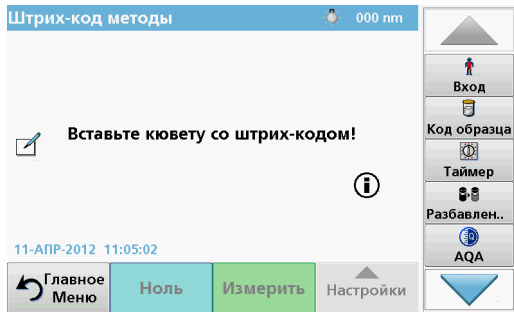 Штрих-код методы
000 nm
Вставьте кювету со штрих-кодом!
11-АПР-2012 11:05:02
Главное
Меню
Ноль
Измерить
Настройки
Вход
Код образца
Таймер
Разбавлен..
AQA